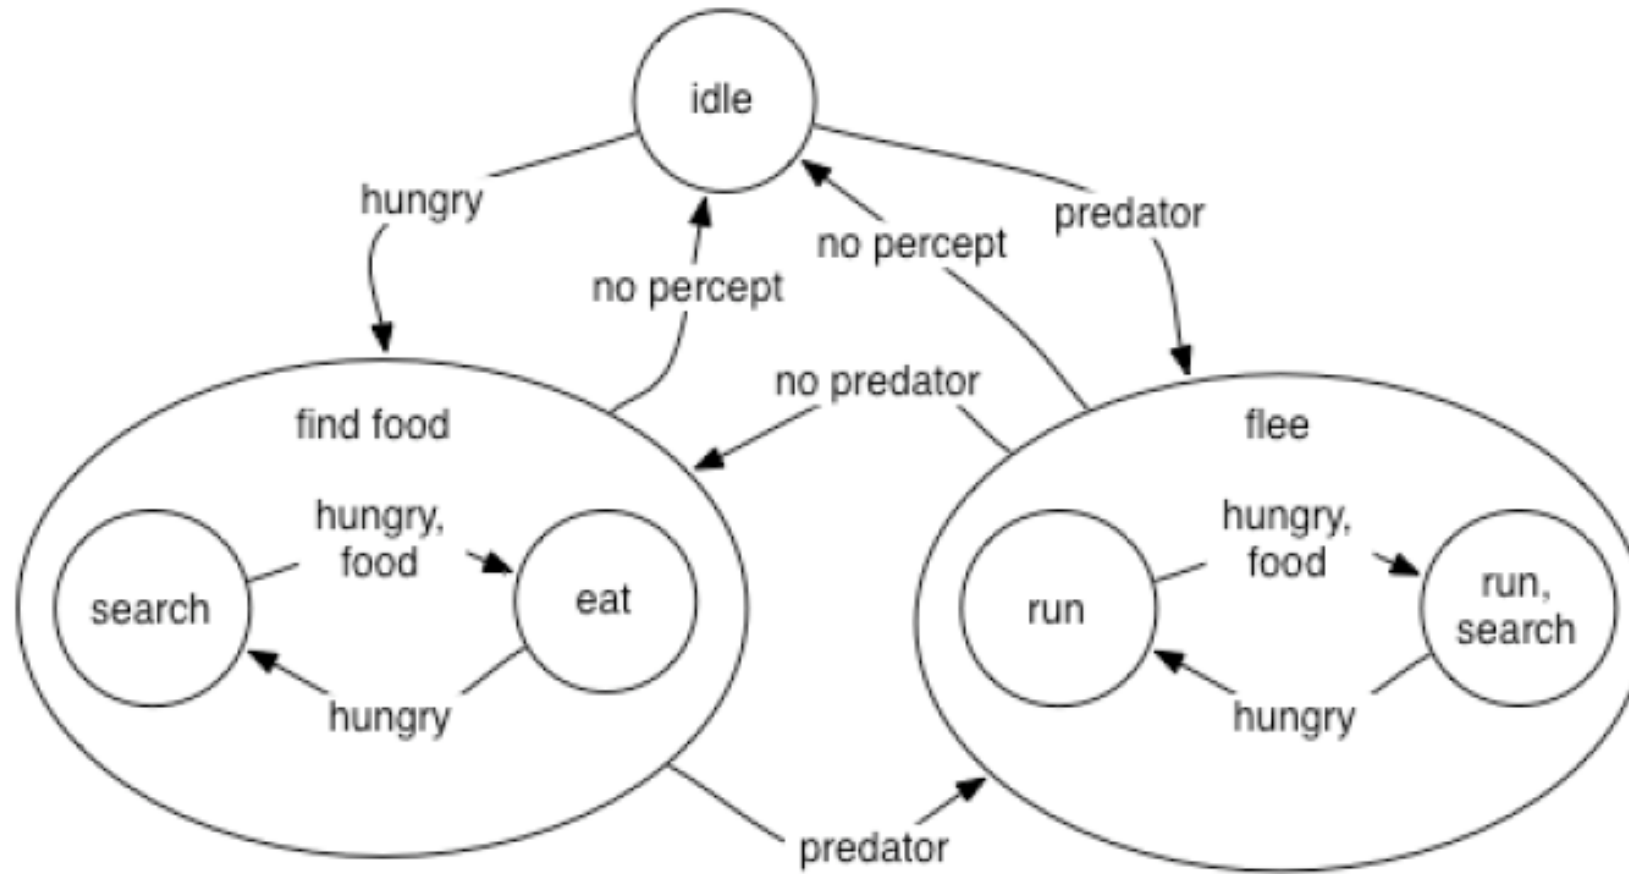 idle
hungry
predator
no percept
no percept
no predator
find food
flee
hungry,
food
search
eat
hungry
hungry,
food
run
run,
search
hungry
predator